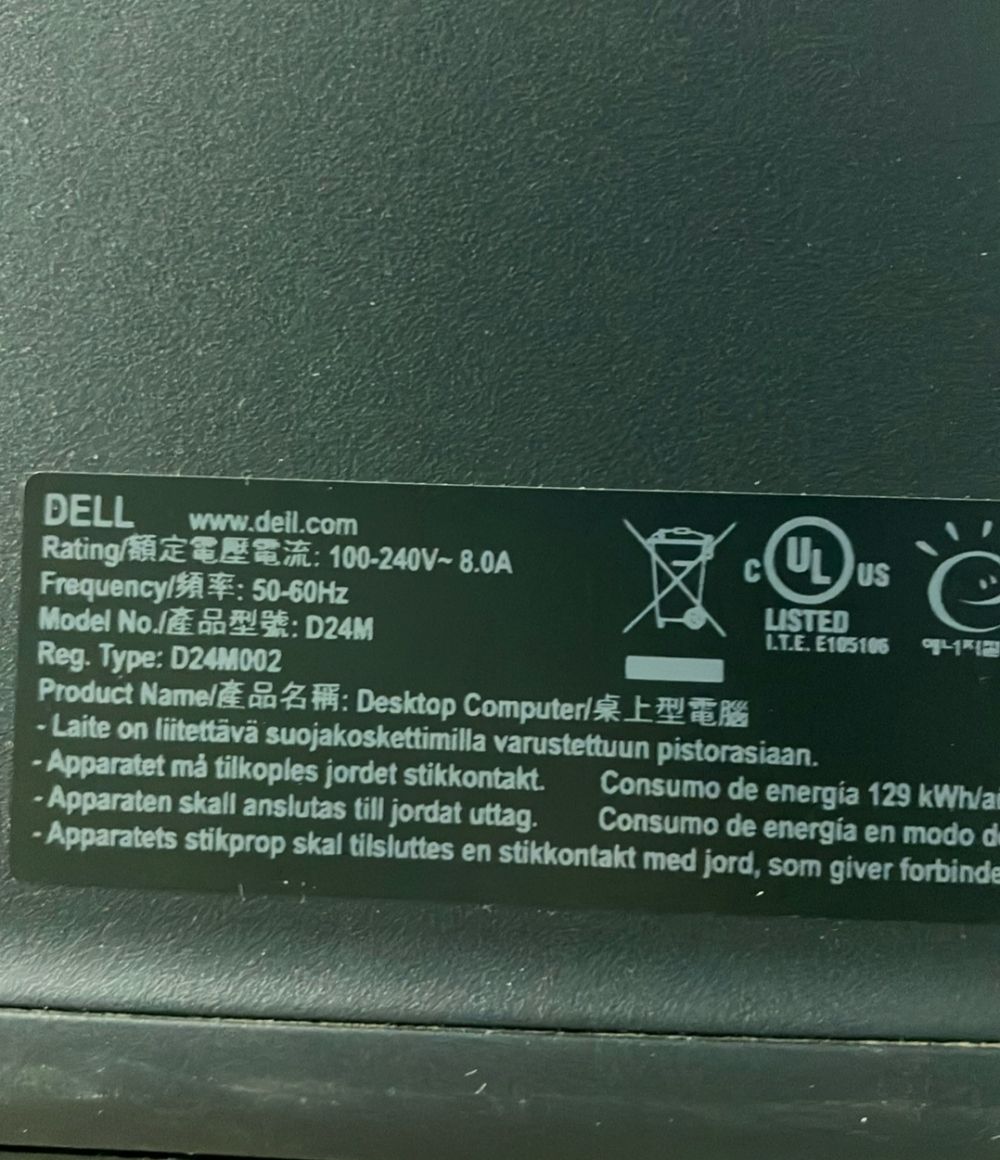 DELL www.dell.com
Rating/額定電壓電流: 100-240V~ 8.0A
Frequency/頻率: 50-60Hz
Model No./產品型號: D24M
Reg. Type: D24M002
Product Name/產品名稱: Desktop Computer/桌上型電腦
- Laite on liitettävä suojakoskettimilla varustettuun pistorasiaan.
- Apparatet må tilkoples jordet stikkontakt. Consumo de energía 129 kWh/a
- Apparaten skall anslutas till jordat uttag. Consumo de energía en modo d
- Apparatets stikprop skal tilsluttes en stikkontakt med jord, som giver forbinde
C UL US
LISTED
I.T.E. E105106